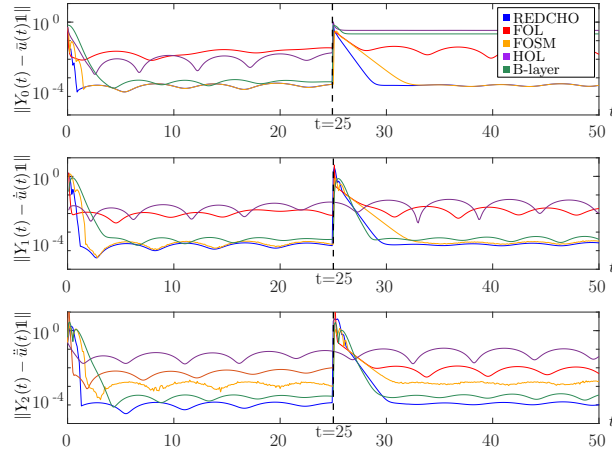 ‖Y₀(t) − ū(t)𝟙‖
10⁰
10⁻⁴
REDCHO
FOL
FOSM
HOL
B-layer
0 10 20 t=25 30 40 50 t
‖Y₁(t) − u̇̄(t)𝟙‖
10⁰
10⁻⁴
0 10 20 t=25 30 40 50 t
‖Y₂(t) − ǖ(t)𝟙‖
10⁰
10⁻⁴
0 10 20 t=25 30 40 50 t